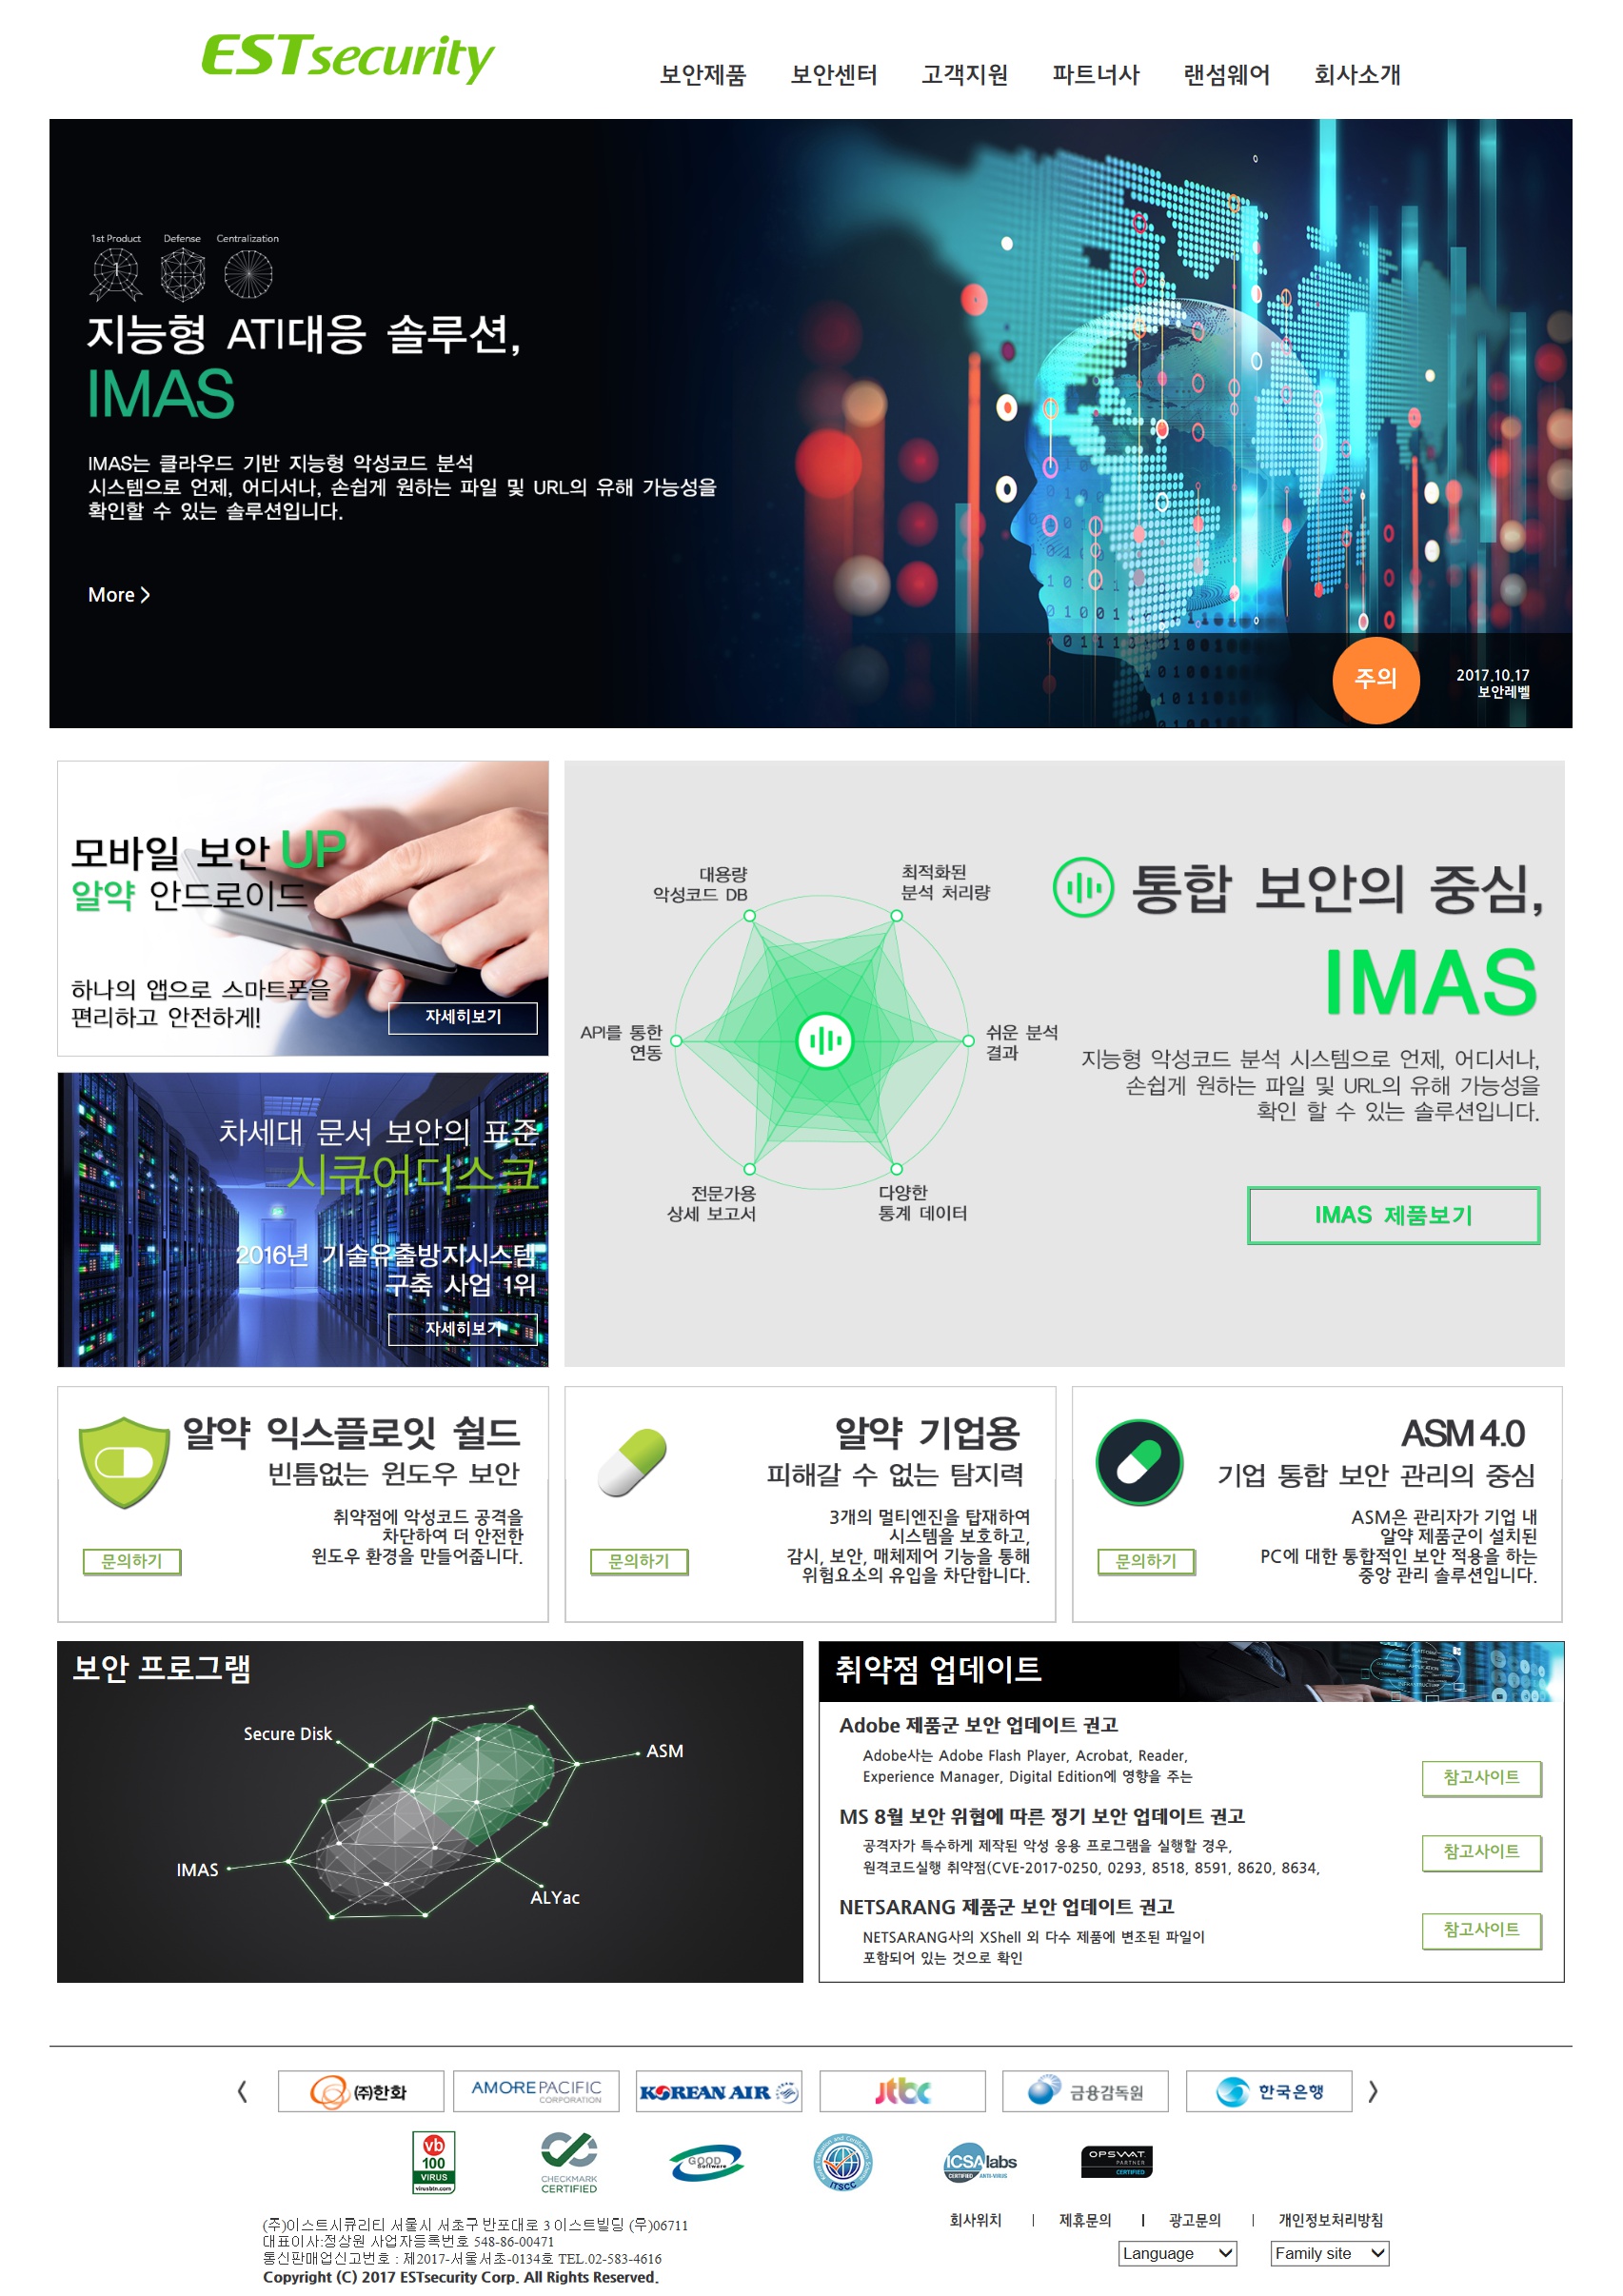 ESTsecurity
보안제품 보안센터 고객지원 파트너사 랜섬웨어 회사소개
1st Product Defense Centralization
1
지능형 ATI대응 솔루션,
IMAS
IMAS는 클라우드 기반 지능형 악성코드 분석
시스템으로 언제, 어디서나, 손쉽게 원하는 파일 및 URL의 유해 가능성을
확인할 수 있는 솔루션입니다.
More >
주의
2017.10.17
보안레벨
모바일 보안 UP
알약 안드로이드
하나의 앱으로 스마트폰을
편리하고 안전하게!
자세히보기
차세대 문서 보안의 표준
시큐어디스크
2016년 기술유출방지시스템
구축 사업 1위
자세히보기
대용량
악성코드 DB
최적화된
분석 처리량
API를 통한
연동
쉬운 분석
결과
전문가용
상세 보고서
다양한
통계 데이터
통합 보안의 중심,
IMAS
지능형 악성코드 분석 시스템으로 언제, 어디서나,
손쉽게 원하는 파일 및 URL의 유해 가능성을
확인 할 수 있는 솔루션입니다.
IMAS 제품보기
알약 익스플로잇 쉴드
빈틈없는 윈도우 보안
취약점에 악성코드 공격을
차단하여 더 안전한
윈도우 환경을 만들어줍니다.
문의하기
알약 기업용
피해갈 수 없는 탐지력
3개의 멀티엔진을 탑재하여
시스템을 보호하고,
감시, 보안, 매체제어 기능을 통해
위험요소의 유입을 차단합니다.
문의하기
ASM 4.0
기업 통합 보안 관리의 중심
ASM은 관리자가 기업 내
알약 제품군이 설치된
PC에 대한 통합적인 보안 적용을 하는
중앙 관리 솔루션입니다.
문의하기
보안 프로그램
Secure Disk
ASM
IMAS
ALYac
취약점 업데이트
Adobe 제품군 보안 업데이트 권고
Adobe사는 Adobe Flash Player, Acrobat, Reader,
Experience Manager, Digital Edition에 영향을 주는
참고사이트
MS 8월 보안 위협에 따른 정기 보안 업데이트 권고
공격자가 특수하게 제작된 악성 응용 프로그램을 실행할 경우,
원격코드실행 취약점(CVE-2017-0250, 0293, 8518, 8591, 8620, 8634,
참고사이트
NETSARANG 제품군 보안 업데이트 권고
NETSARANG사의 XShell 외 다수 제품에 변조된 파일이
포함되어 있는 것으로 확인
참고사이트
(주)한화
AMOREPACIFIC
CORPORATION
KOREAN AIR
jtbc
금융감독원
한국은행
vb
100
VIRUS
virusbtn.com
CHECKMARK
CERTIFIED
GOOD
Software
ITSCC
ICSAlabs
CERTIFIED ANTI-VIRUS
OPSWAT
PARTNER
CERTIFIED
(주)이스트시큐리티 서울시 서초구 반포대로 3 이스트빌딩 (우)06711
대표이사:정상원 사업자등록번호 548-86-00471
통신판매업신고번호 : 제2017-서울서초-0134호 TEL.02-583-4616
Copyright (C) 2017 ESTsecurity Corp. All Rights Reserved.
회사위치 | 제휴문의 | 광고문의 | 개인정보처리방침
Language
Family site